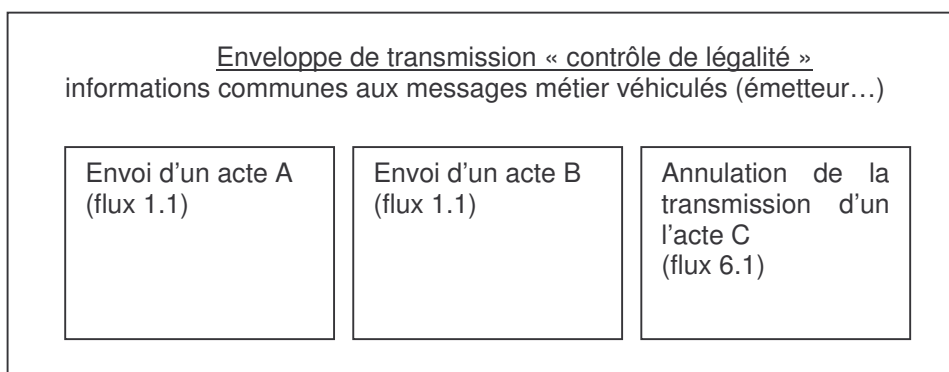 Enveloppe de transmission « contrôle de légalité »
informations communes aux messages métier véhiculés (émetteur…)
Envoi d'un acte A
(flux 1.1)
Envoi d'un acte B
(flux 1.1)
Annulation de la
transmission d'un
l'acte C
(flux 6.1)